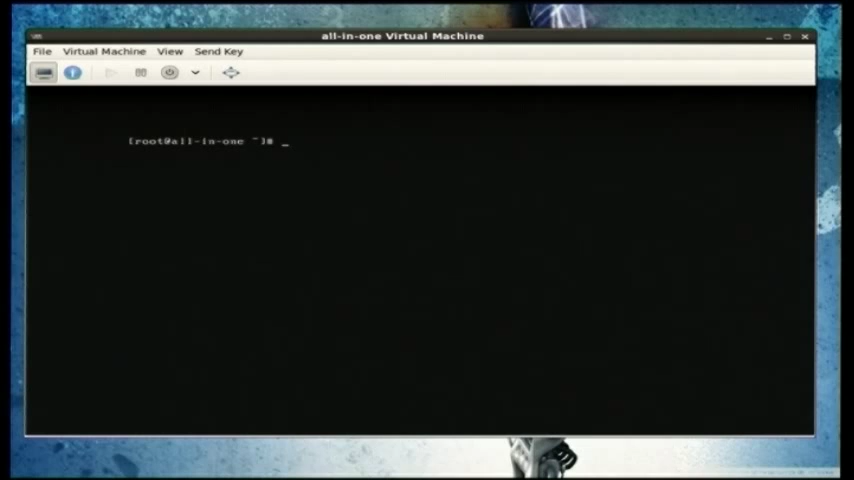 all-in-one Virtual Machine
File Virtual Machine View Send Key
[root@all-in-one ~]# _